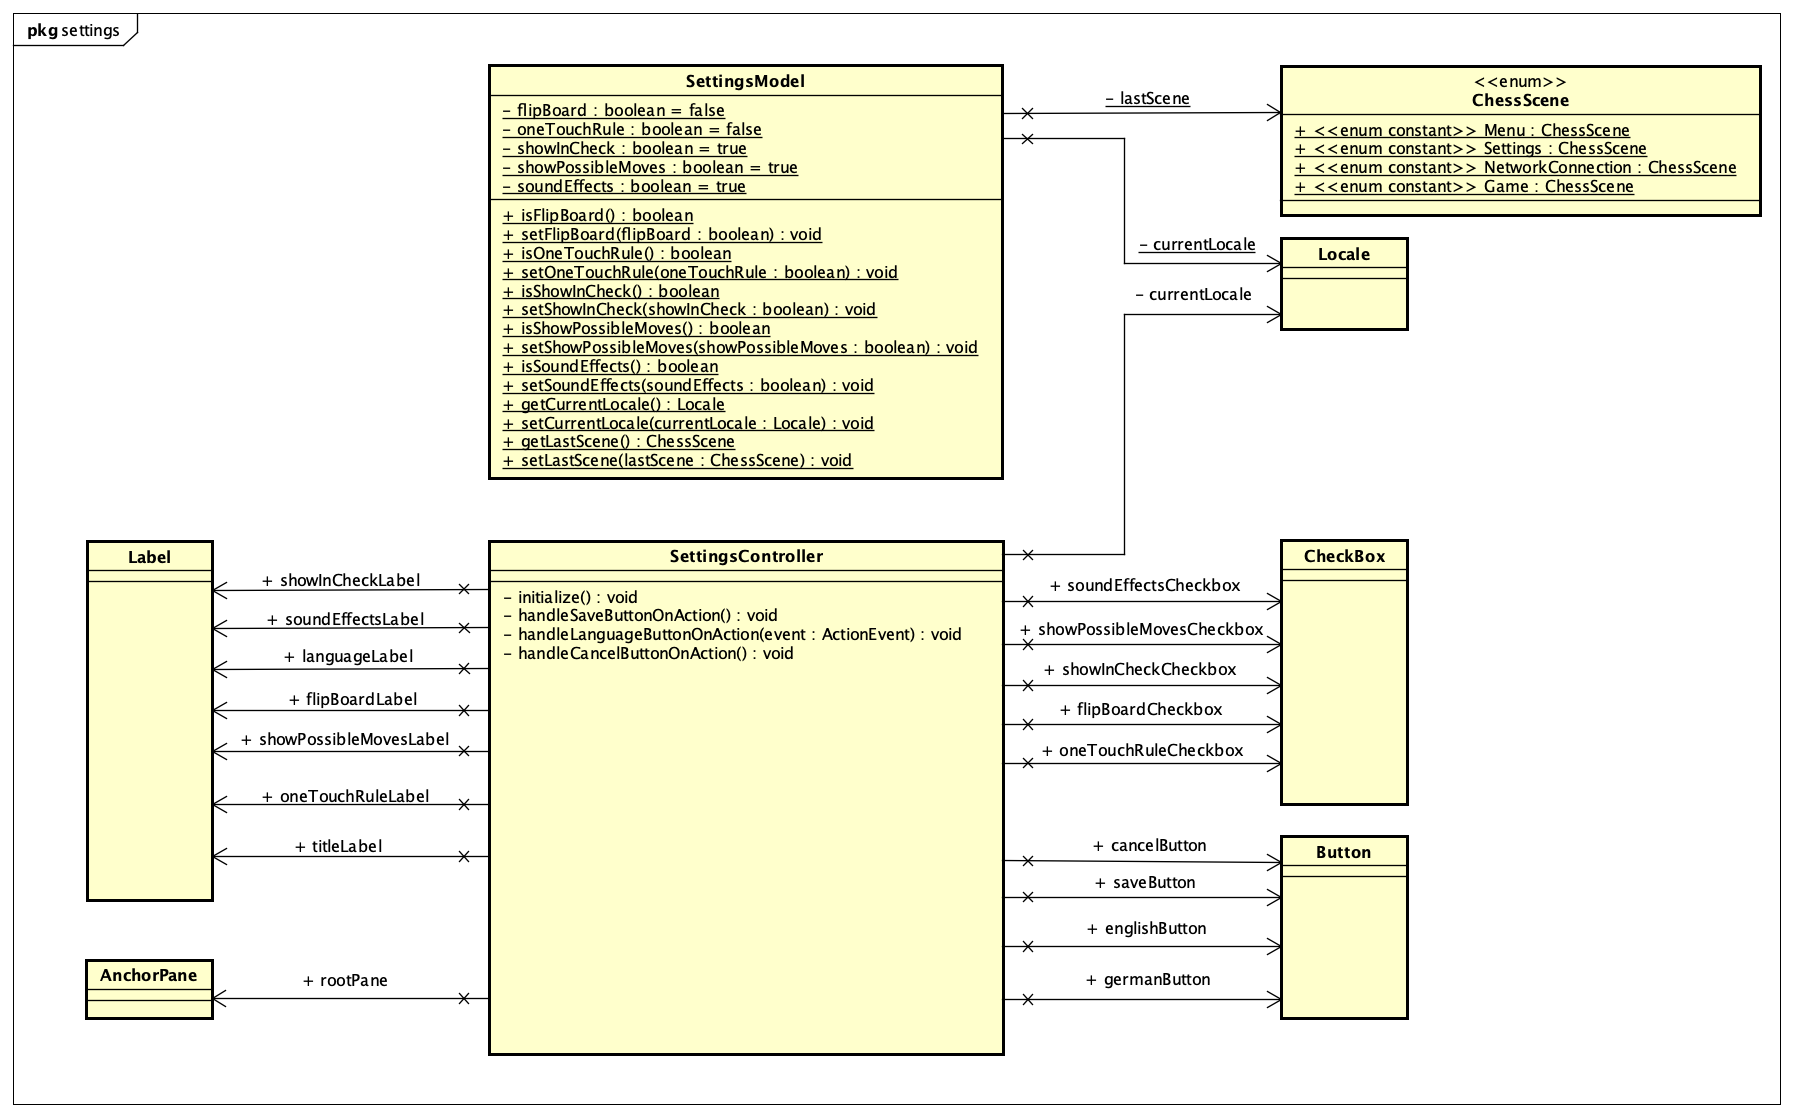 pkg settings
SettingsModel
– flipBoard : boolean = false
– oneTouchRule : boolean = false
– showInCheck : boolean = true
– showPossibleMoves : boolean = true
– soundEffects : boolean = true
+ isFlipBoard() : boolean
+ setFlipBoard(flipBoard : boolean) : void
+ isOneTouchRule() : boolean
+ setOneTouchRule(oneTouchRule : boolean) : void
+ isShowInCheck() : boolean
+ setShowInCheck(showInCheck : boolean) : void
+ isShowPossibleMoves() : boolean
+ setShowPossibleMoves(showPossibleMoves : boolean) : void
+ isSoundEffects() : boolean
+ setSoundEffects(soundEffects : boolean) : void
+ getCurrentLocale() : Locale
+ setCurrentLocale(currentLocale : Locale) : void
+ getLastScene() : ChessScene
+ setLastScene(lastScene : ChessScene) : void
– lastScene
<<enum>>
ChessScene
+ <<enum constant>> Menu : ChessScene
+ <<enum constant>> Settings : ChessScene
+ <<enum constant>> NetworkConnection : ChessScene
+ <<enum constant>> Game : ChessScene
– currentLocale
Locale
– currentLocale
Label
+ showInCheckLabel
+ soundEffectsLabel
+ languageLabel
+ flipBoardLabel
+ showPossibleMovesLabel
+ oneTouchRuleLabel
+ titleLabel
AnchorPane
+ rootPane
SettingsController
– initialize() : void
– handleSaveButtonOnAction() : void
– handleLanguageButtonOnAction(event : ActionEvent) : void
– handleCancelButtonOnAction() : void
+ soundEffectsCheckbox
+ showPossibleMovesCheckbox
+ showInCheckCheckbox
+ flipBoardCheckbox
+ oneTouchRuleCheckbox
CheckBox
+ cancelButton
+ saveButton
+ englishButton
+ germanButton
Button